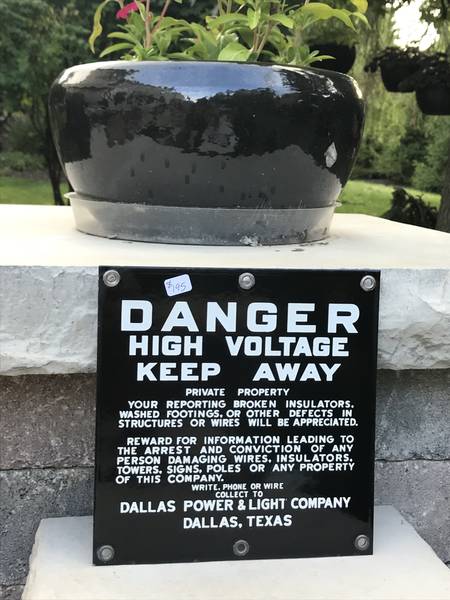 $195
DANGER
HIGH VOLTAGE
KEEP AWAY
PRIVATE PROPERTY
YOUR REPORTING BROKEN INSULATORS,
WASHED FOOTINGS, OR OTHER DEFECTS IN
STRUCTURES OR WIRES WILL BE APPRECIATED.
REWARD FOR INFORMATION LEADING TO
THE ARREST AND CONVICTION OF ANY
PERSON DAMAGING WIRES, INSULATORS,
TOWERS, SIGNS, POLES OR ANY PROPERTY
OF THIS COMPANY.
WRITE, PHONE OR WIRE
COLLECT TO
DALLAS POWER & LIGHT COMPANY
DALLAS, TEXAS